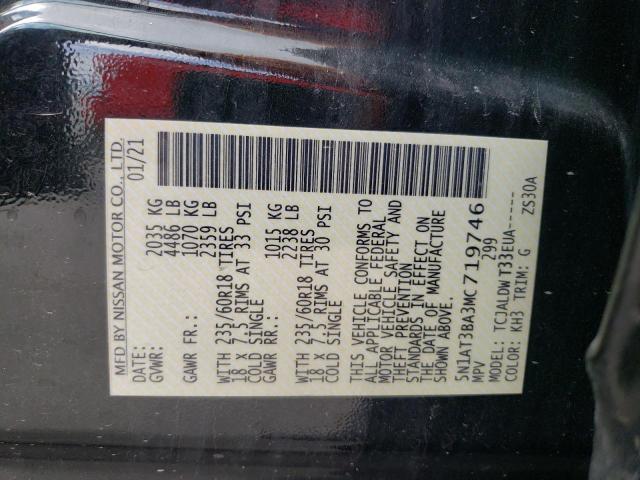 MFD BY NISSAN MOTOR CO., LTD.
01/21
GVWR: 2035 KG
4486 LB
GAWR FR.: 1070 KG
2359 LB
WITH 235/60R18 TIRES
18 X 7.5 RIMS AT 33 PSI
COLD SINGLE
GAWR RR.: 1015 KG
2238 LB
WITH 235/60R18 TIRES
18 X 7.5 RIMS AT 30 PSI
COLD SINGLE
THIS VEHICLE CONFORMS TO
ALL APPLICABLE FEDERAL
MOTOR VEHICLE SAFETY AND
THEFT PREVENTION
STANDARDS IN EFFECT ON
THE DATE OF MANUFACTURE
SHOWN ABOVE.
5N1AT3BA3MC719746
MPV 299
MODEL: TCJALDWT33EUA-----
COLOR: KH3 TRIM: G ZS30A